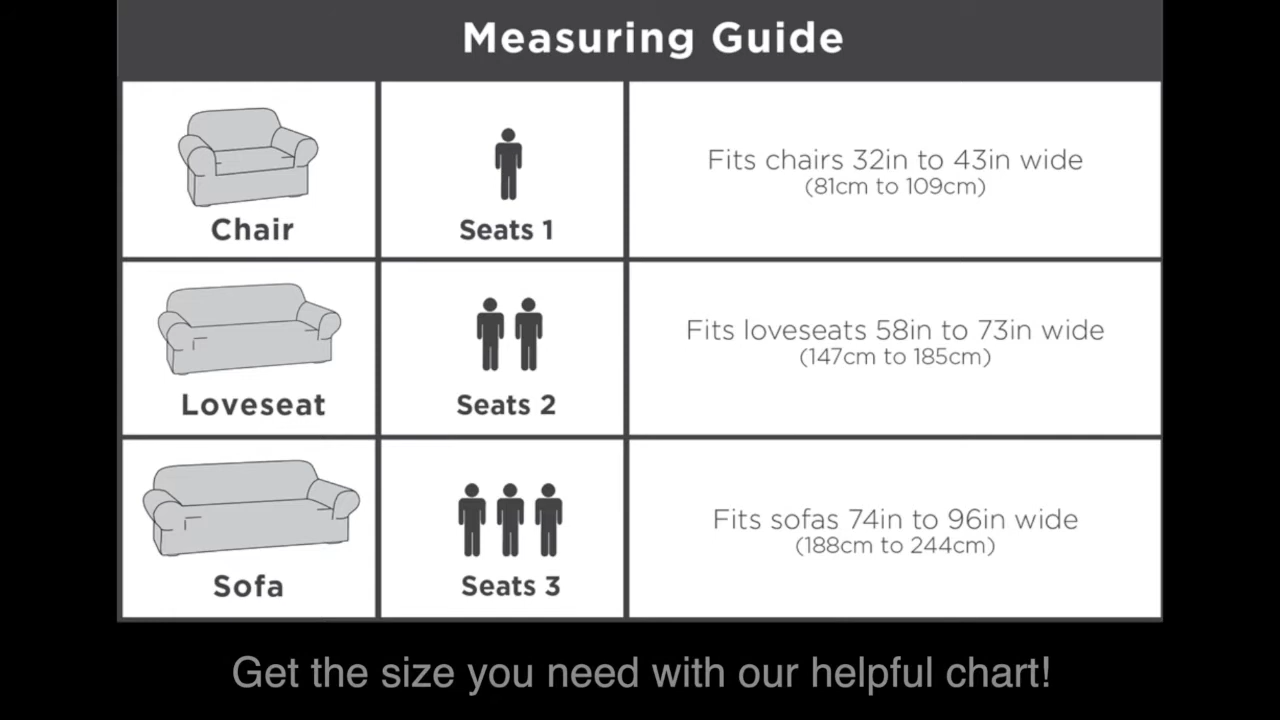 Measuring Guide
Chair
Seats 1
Fits chairs 32in to 43in wide
(81cm to 109cm)
Loveseat
Seats 2
Fits loveseats 58in to 73in wide
(147cm to 185cm)
Sofa
Seats 3
Fits sofas 74in to 96in wide
(188cm to 244cm)
Get the size you need with our helpful chart!